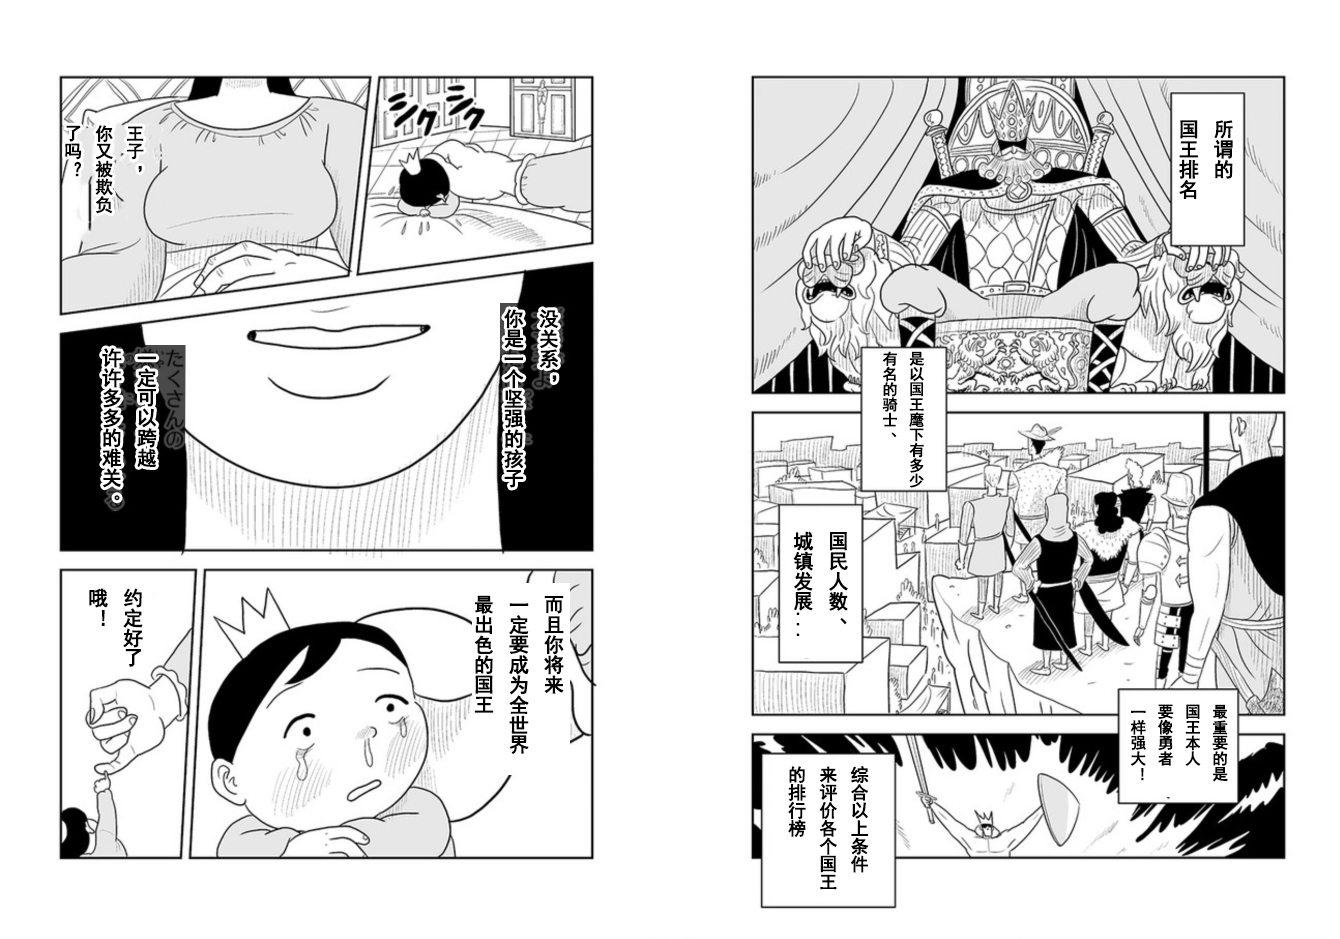 所谓的
国王排名
是以国王麾下有多少
有名的骑士、
国民人数、
城镇发展...
最重要的是
国王本人
要像勇者
一样强大！
综合以上条件
来评价各个国王
的排行榜
シク
シク
王子，
你又被欺负
了吗？
没关系，
你是一个坚强的孩子
たくさんの
一定可以跨越
许许多多的难关。
而且你将来
一定要成为全世界
最出色的国王
约定好了
哦！